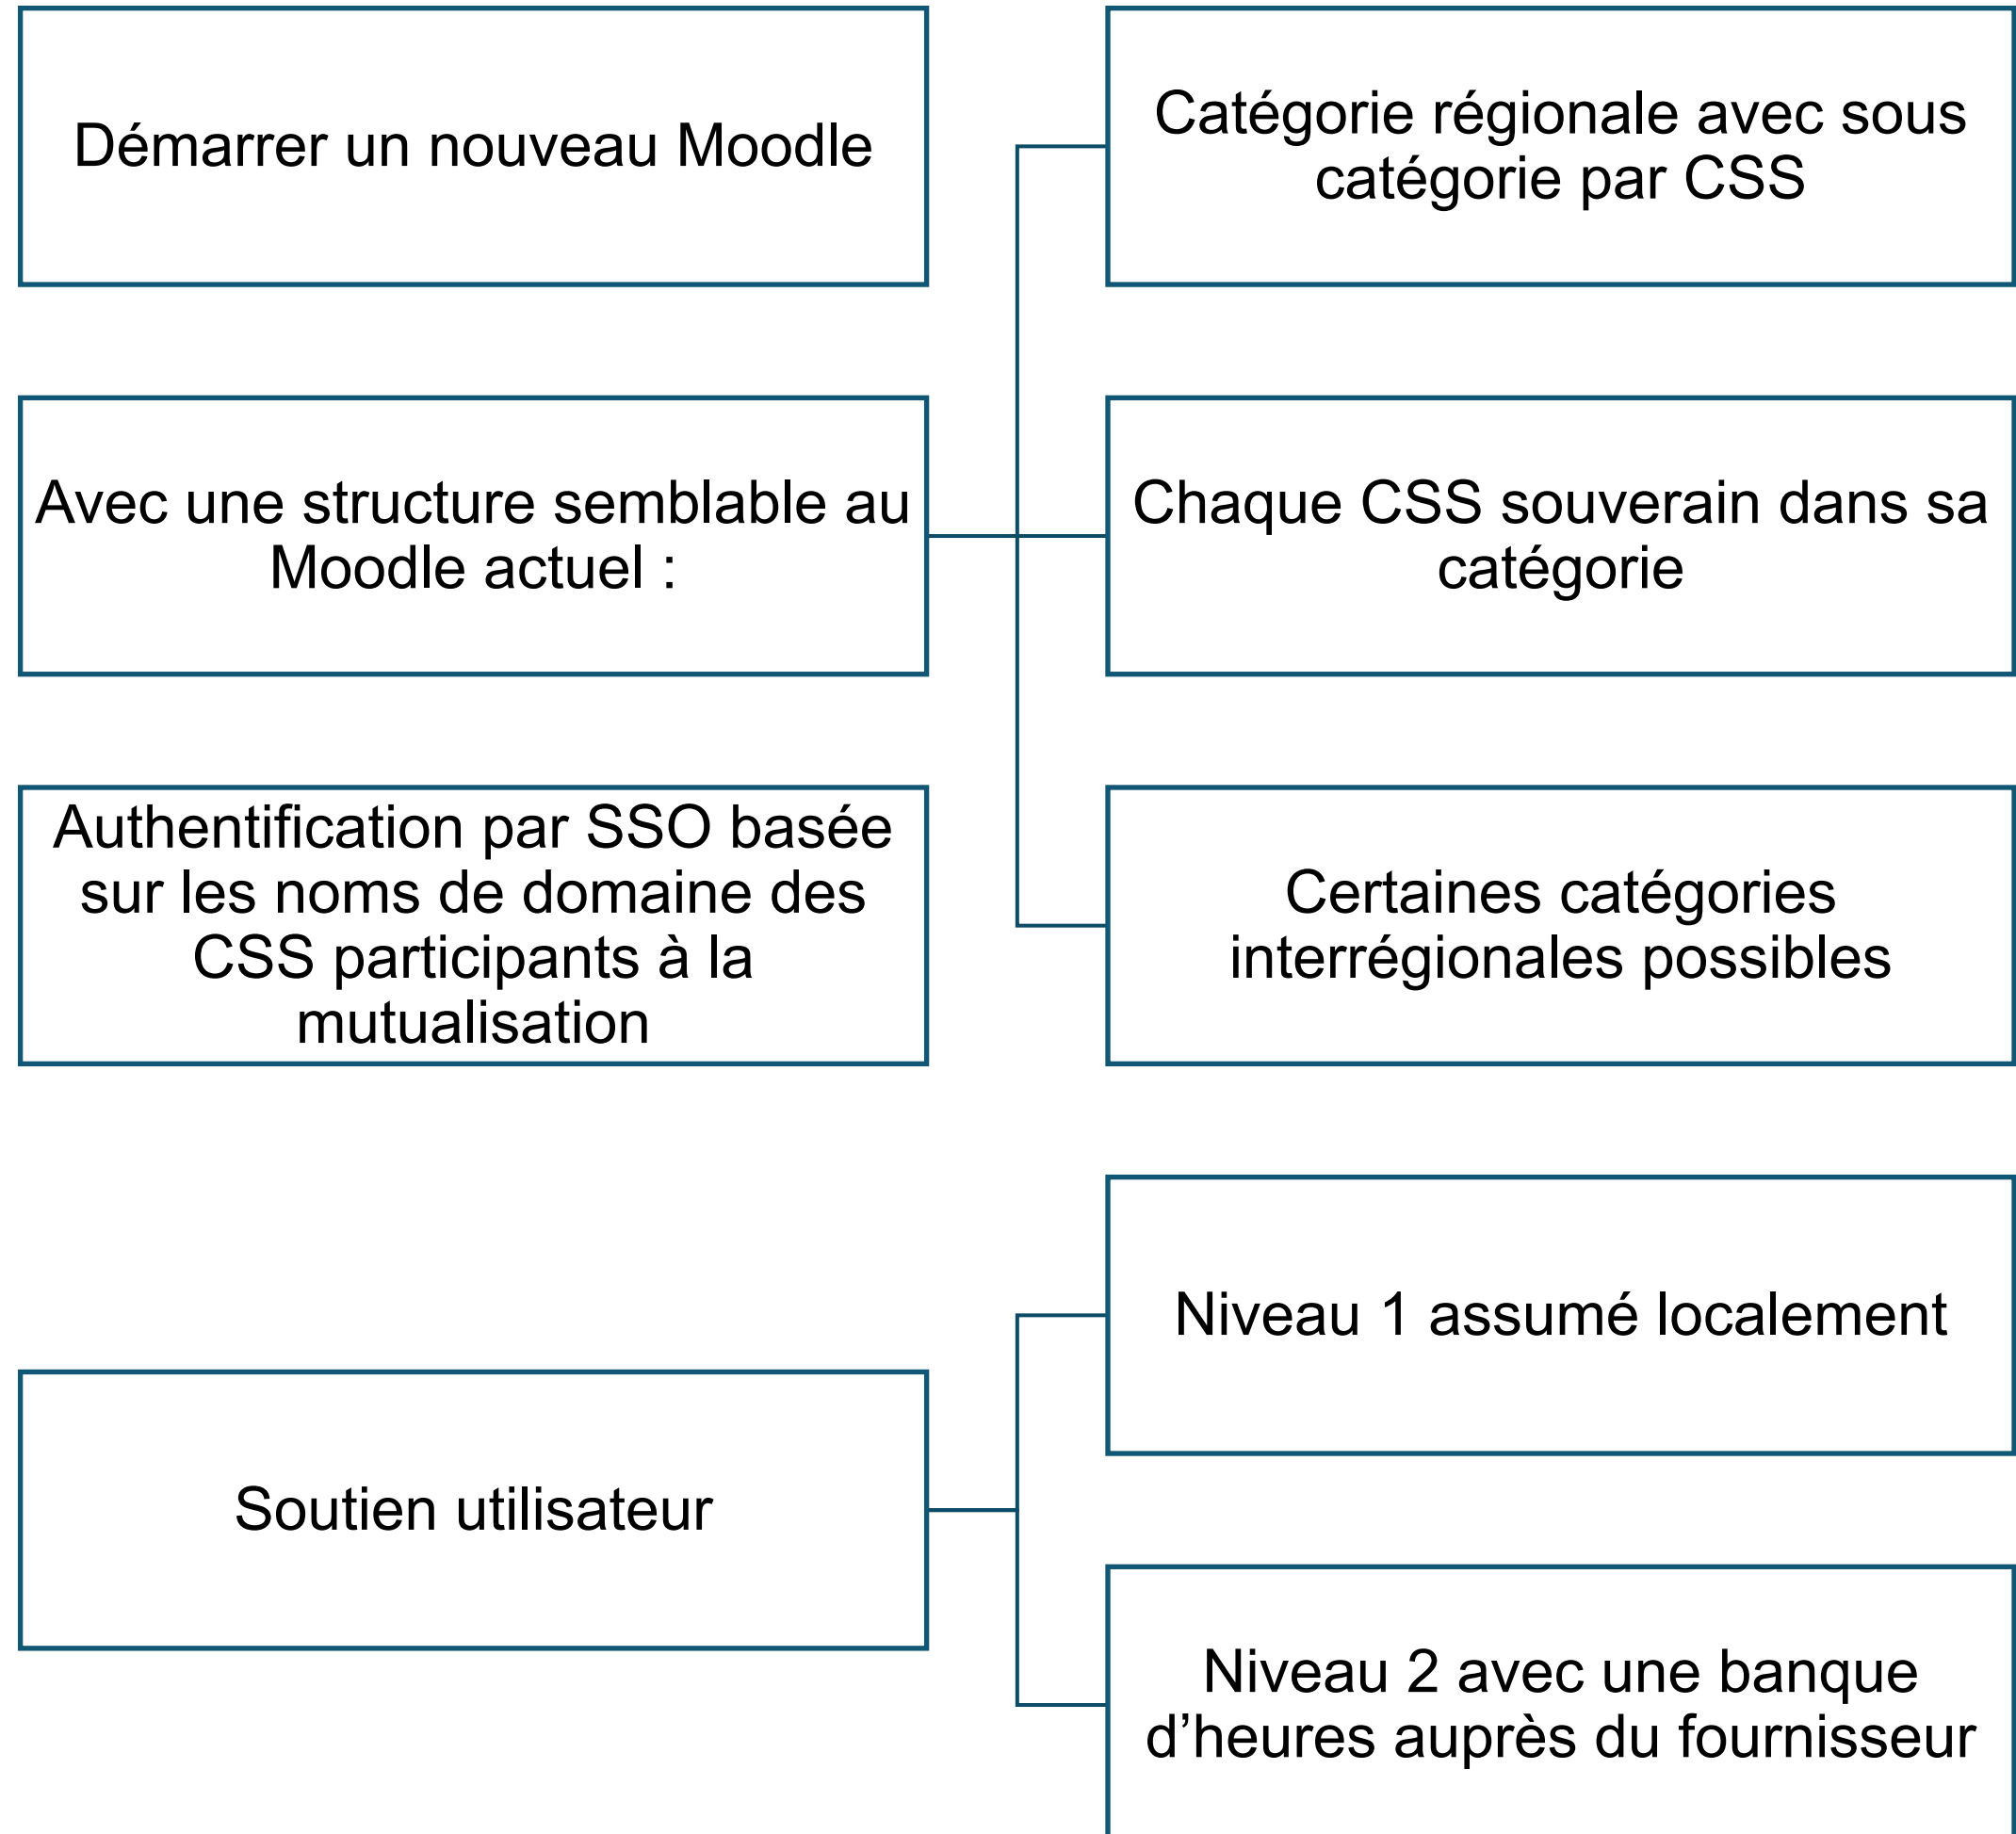 Démarrer un nouveau Moodle
Catégorie régionale avec sous
catégorie par CSS
Avec une structure semblable au
Moodle actuel :
Chaque CSS souverain dans sa
catégorie
Certaines catégories
interrégionales possibles
Authentification par SSO basée
sur les noms de domaine des
CSS participants à la
mutualisation
Soutien utilisateur
Niveau 1 assumé localement
Niveau 2 avec une banque
d’heures auprès du fournisseur